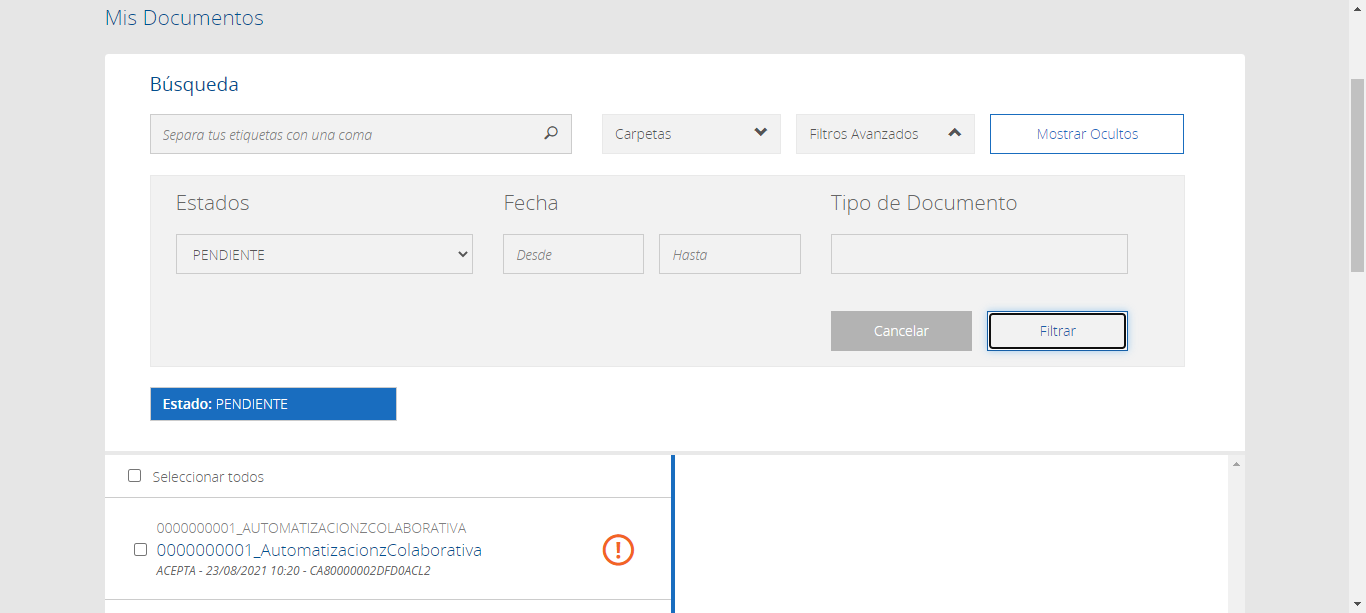 Mis Documentos
Búsqueda
Separa tus etiquetas con una coma
Carpetas
Filtros Avanzados
Mostrar Ocultos
Estados
Fecha
Tipo de Documento
PENDIENTE
Desde
Hasta
Cancelar
Filtrar
Estado: PENDIENTE
Seleccionar todos
0000000001_AUTOMATIZACIONZCOLABORATIVA
0000000001_AutomatizacionzColaborativa
ACEPTA - 23/08/2021 10:20 - CA80000002DFD0ACL2